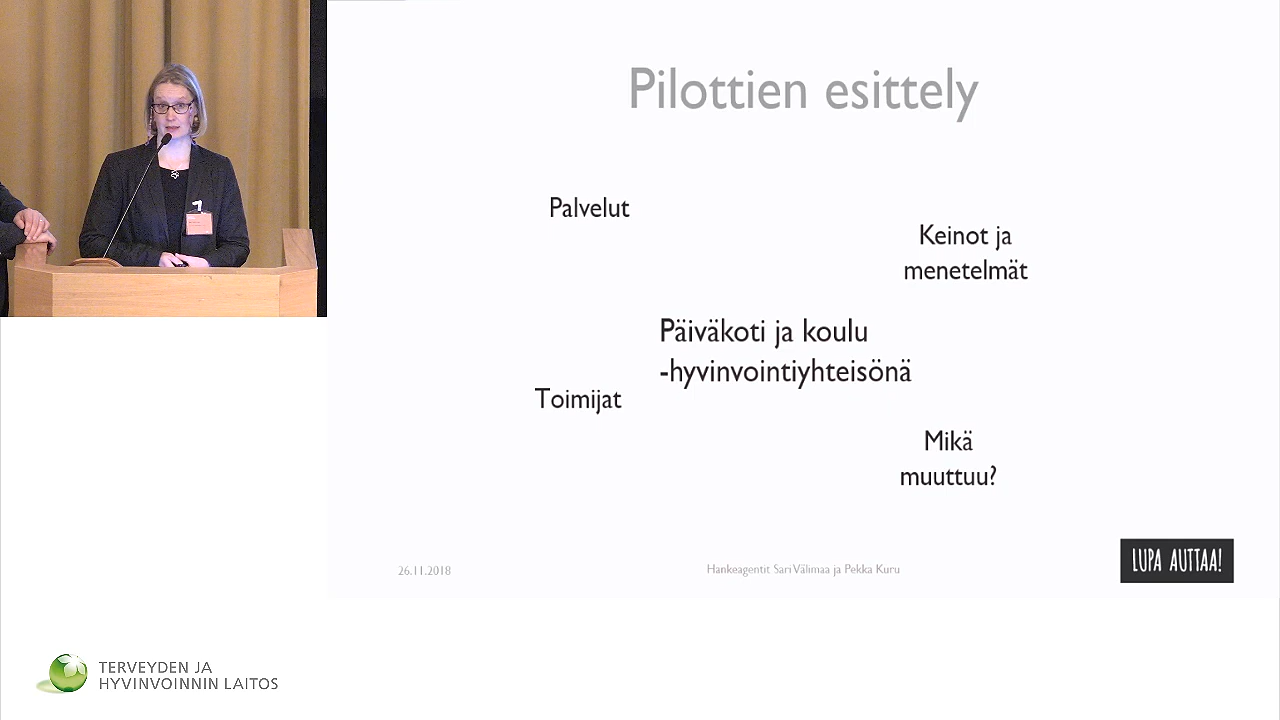 Pilottien esittely
Palvelut
Keinot ja
menetelmät
Päiväkoti ja koulu
-hyvinvointiyhteisönä
Toimijat
Mikä
muuttuu?
26.11.2018
Hankeagentit Sari Välimaa ja Pekka Kuru
LUPA AUTTAA!
TERVEYDEN JA
HYVINVOINNIN LAITOS